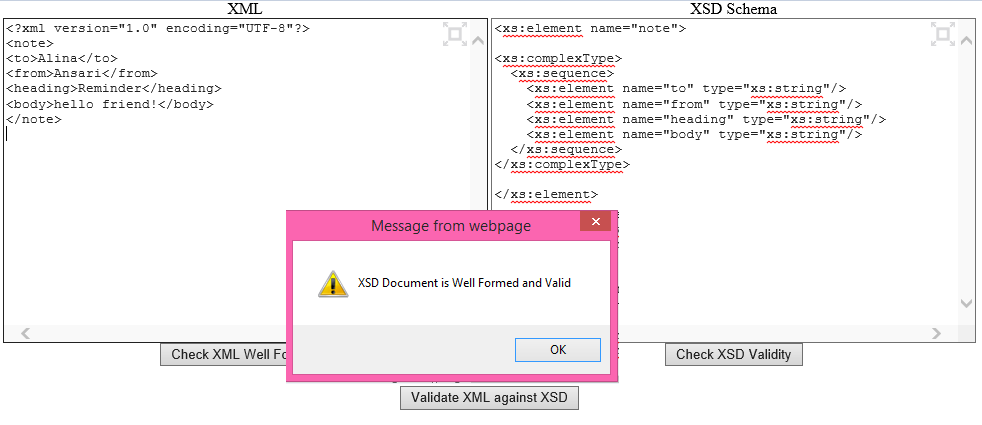 XML
XSD Schema
<?xml version="1.0" encoding="UTF-8"?>
<note>
<to>Alina</to>
<from>Ansari</from>
<heading>Reminder</heading>
<body>hello friend!</body>
</note>
<xs:element name="note">
<xs:complexType>
<xs:sequence>
<xs:element name="to" type="xs:string"/>
<xs:element name="from" type="xs:string"/>
<xs:element name="heading" type="xs:string"/>
<xs:element name="body" type="xs:string"/>
</xs:sequence>
</xs:complexType>
</xs:element>
Message from webpage
XSD Document is Well Formed and Valid
OK
Check XML Well
Check XSD Validity
Validate XML against XSD